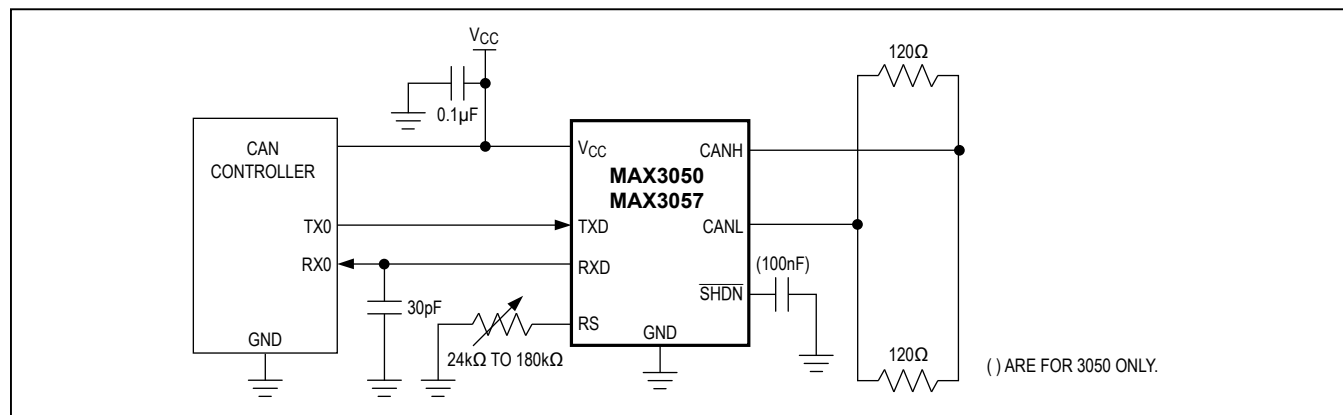 VCC
120Ω
0.1µF
CAN
CONTROLLER
VCC
CANH
MAX3050
MAX3057
TX0
TXD
CANL
RX0
RXD
(100nF)
SHDN
30pF
RS
GND
GND
24kΩ TO 180kΩ
120Ω
( ) ARE FOR 3050 ONLY.